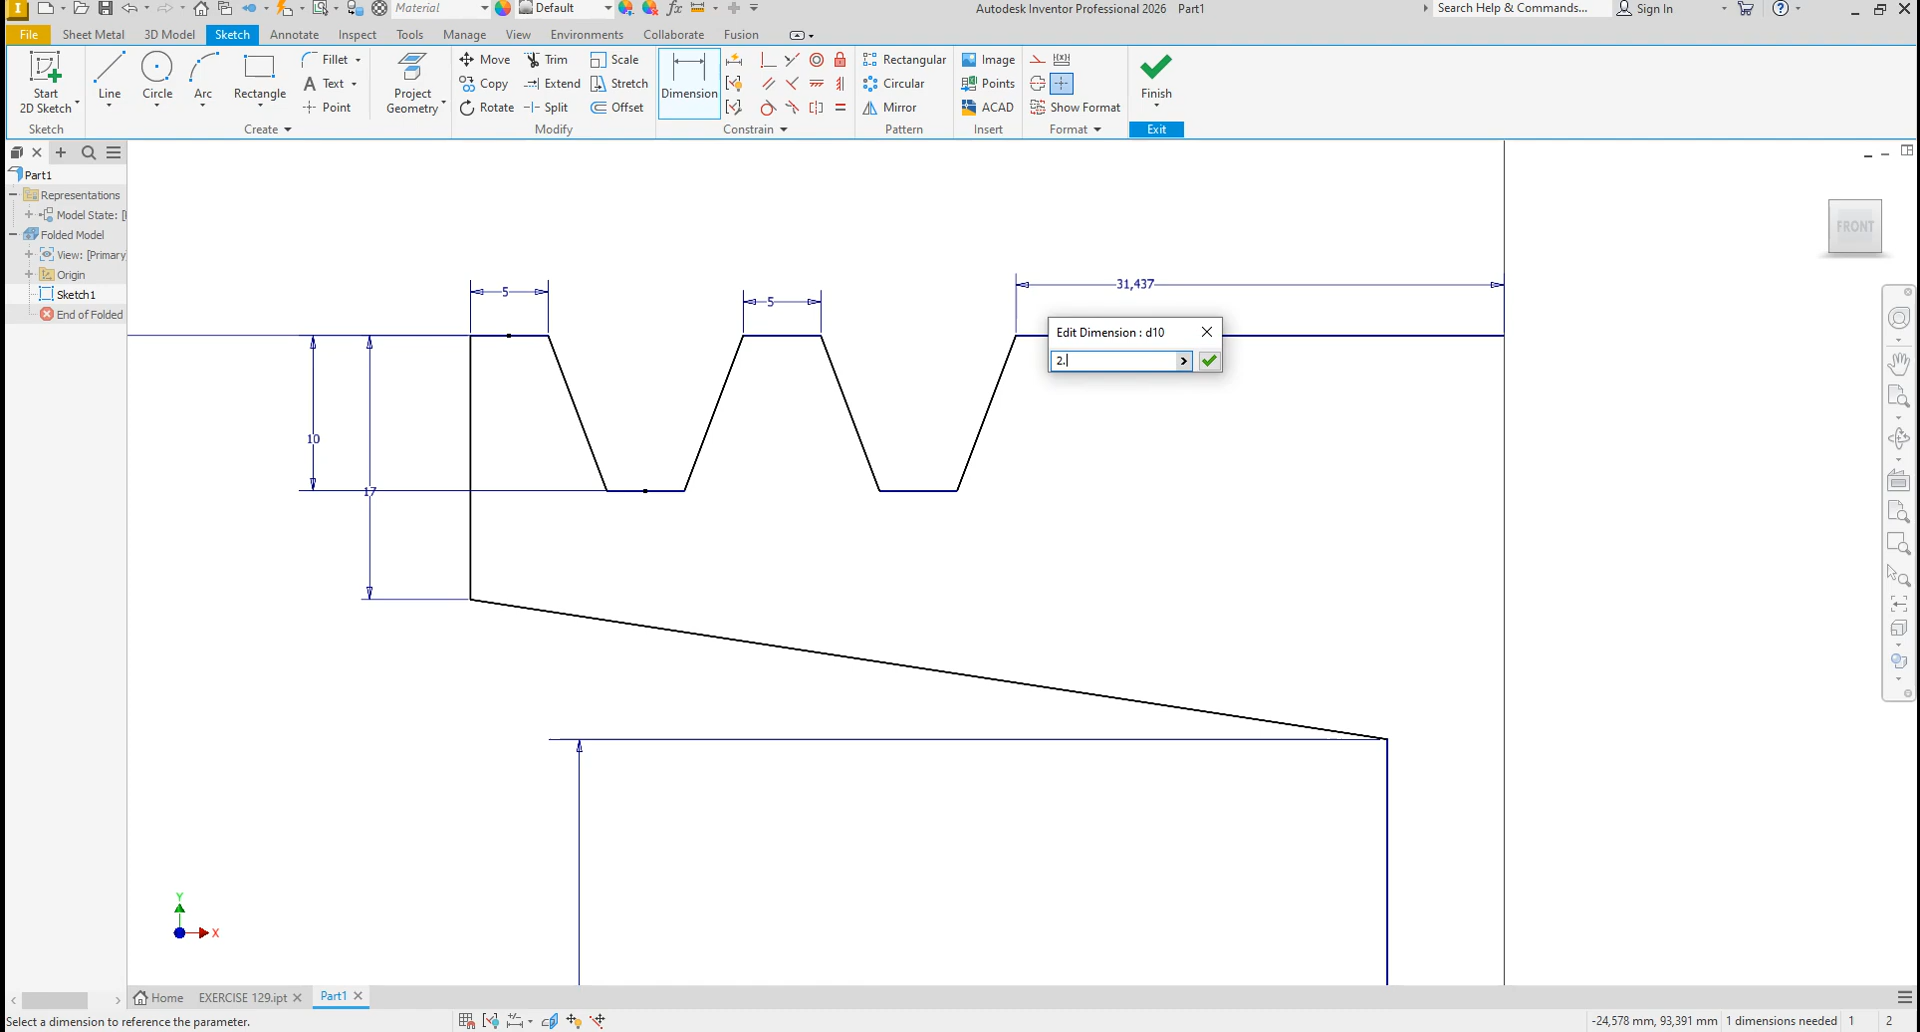 Material
Default
Autodesk Inventor Professional 2026 Part1
Search Help & Commands...
Sign In
File Sheet Metal 3D Model Sketch Annotate Inspect Tools Manage View Environments Collaborate Fusion
Start
2D Sketch
Line
Circle
Arc
Rectangle
Fillet
Text
Point
Project
Geometry
Move
Copy
Rotate
Trim
Extend
Split
Scale
Stretch
Offset
Dimension
Rectangular
Circular
Mirror
Image
Points
ACAD
Show Format
Finish
Sketch Create Modify Constrain Pattern Insert Format Exit
Part1
Representations
Model State: [
Folded Model
View: [Primary
Origin
Sketch1
End of Folded
FRONT
5
5
31,437
Edit Dimension : d10
2.
10
17
Y
X
Home EXERCISE 129.ipt Part1
Select a dimension to reference the parameter.
-24,578 mm, 93,391 mm 1 dimensions needed 1 2